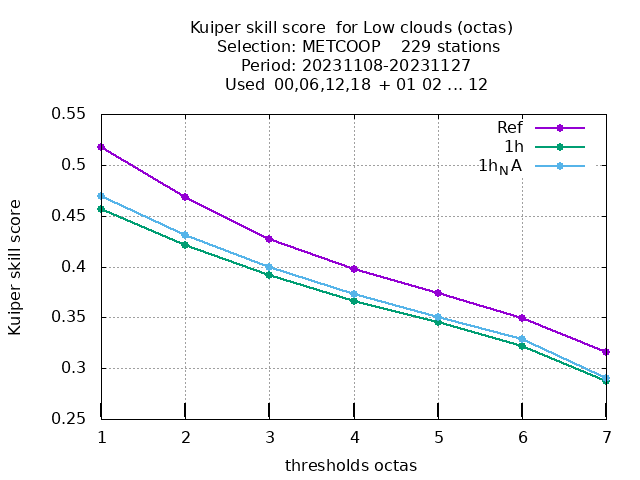 Kuiper skill score  for Low clouds (octas)
Selection: METCOOP    229 stations
Period: 20231108-20231127
Used  00,06,12,18  + 01 02 ... 12
Kuiper skill score
0.55
0.5
0.45
0.4
0.35
0.3
0.25
Ref
1h
1hNA
1 2 3 4 5 6 7
thresholds octas